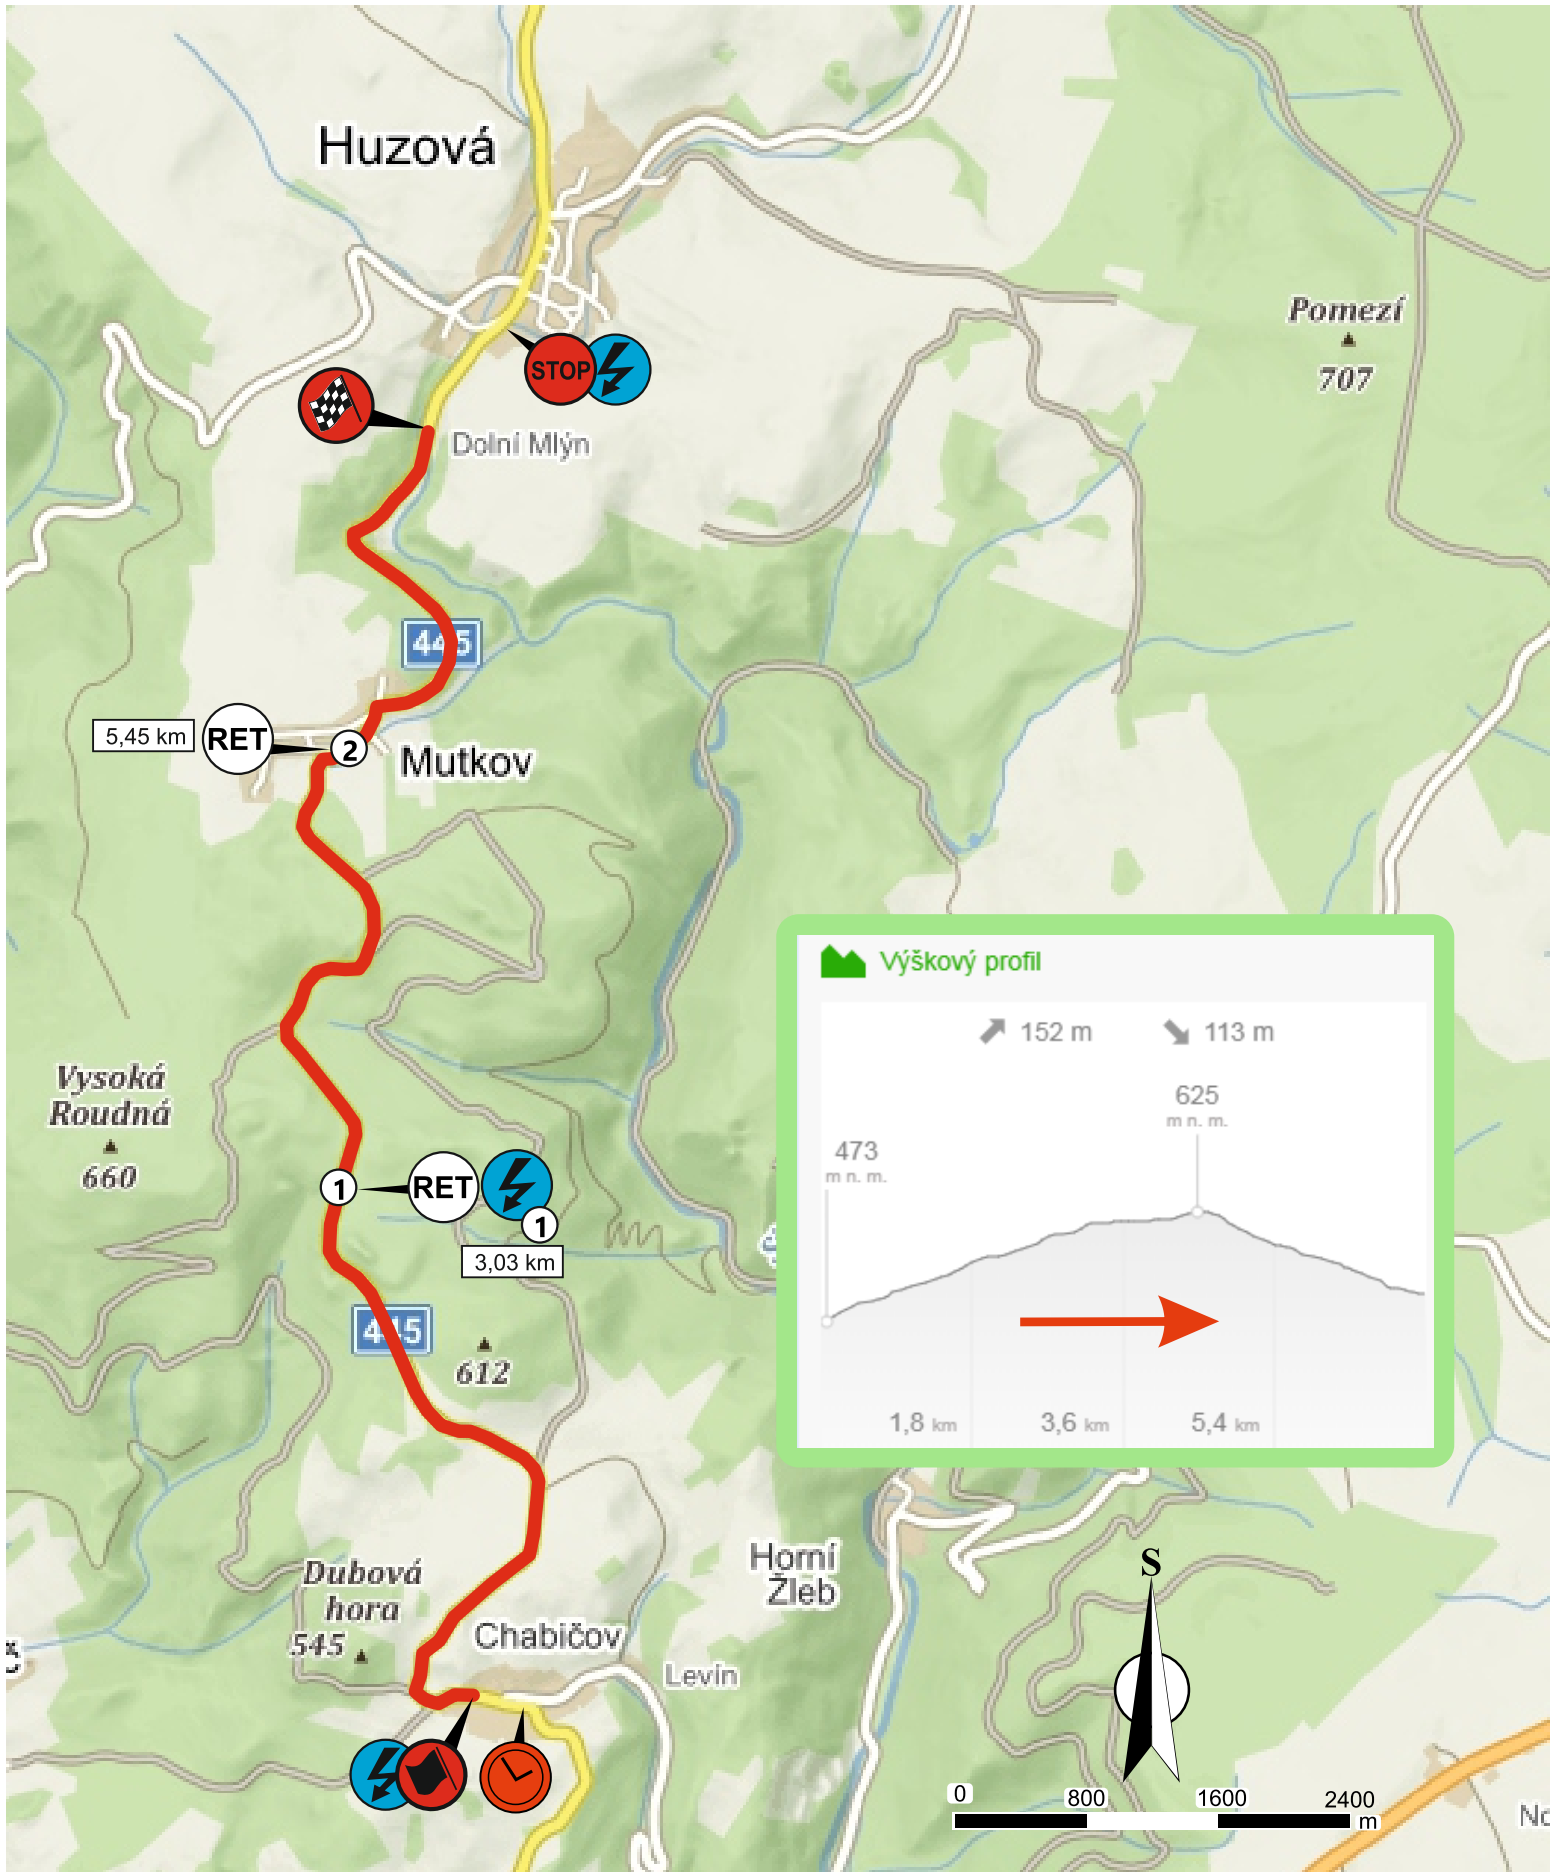 Huzová
Pomezí
707
STOP
Dolní Mlýn
445
5,45 km
RET
2
Mutkov
Výškový profil
152 m
113 m
625
m n. m.
473
m n. m.
Vysoká
Roudná
660
1
RET
1
3,03 km
445
612
1,8 km
3,6 km
5,4 km
Dubová
hora
545
Horní
Žleb
S
Chabičov
Levín
0
800
1600
2400
m